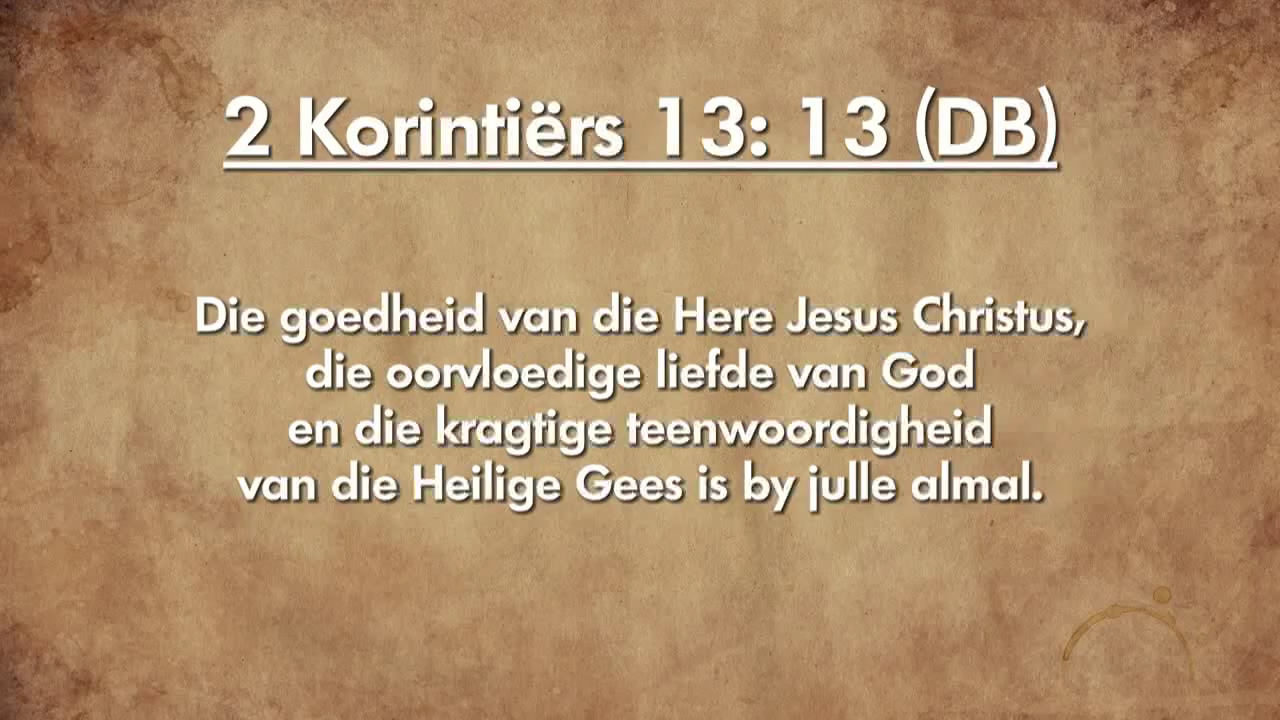 2 Korintiërs 13: 13 (DB)
Die goedheid van die Here Jesus Christus,
die oorvloedige liefde van God
en die kragtige teenwoordigheid
van die Heilige Gees is by julle almal.